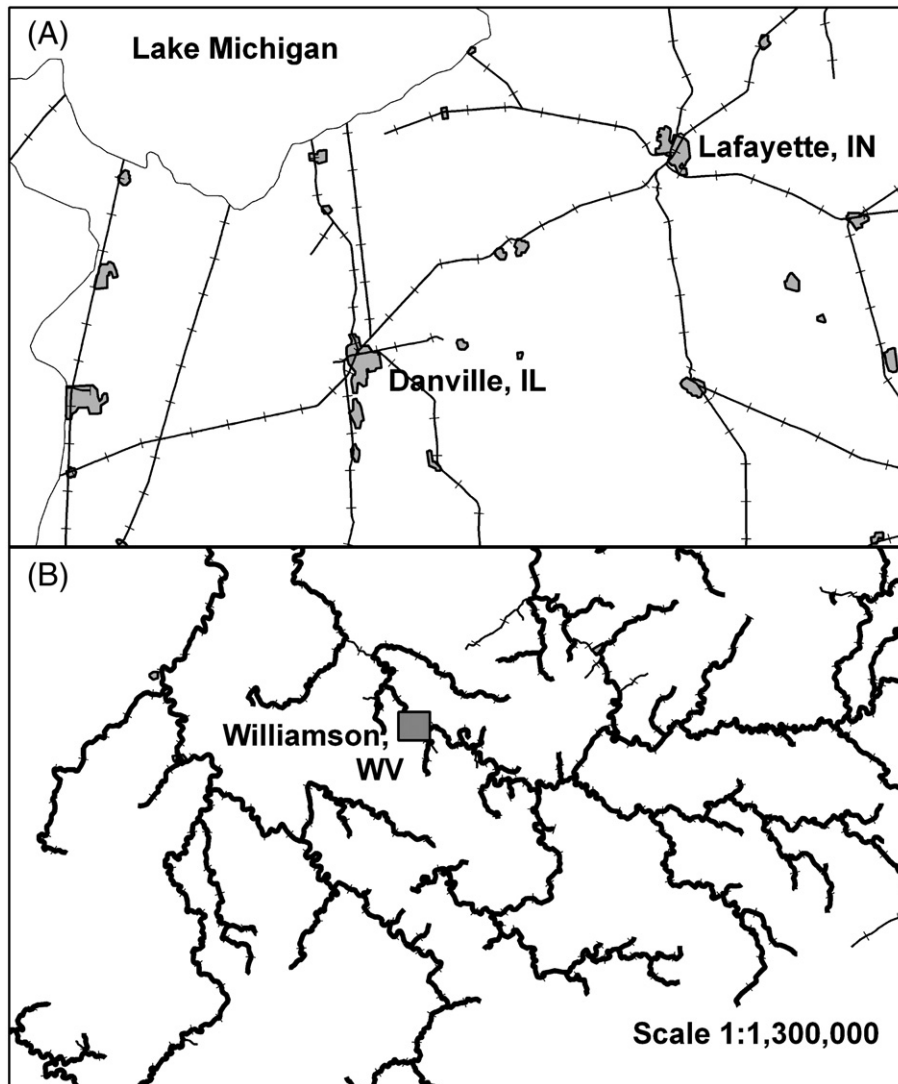 (A)
Lake Michigan
Lafayette, IN
Danville, IL
(B)
Williamson,
WV
Scale 1:1,300,000